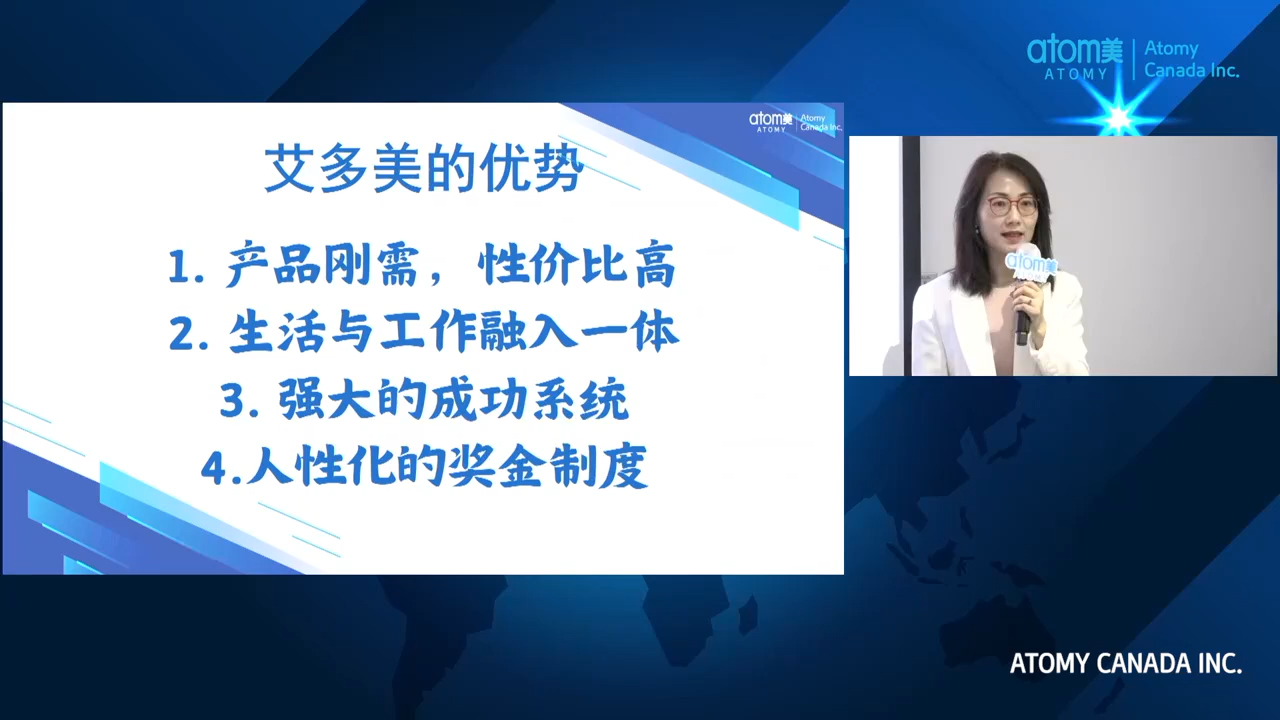 atom美
ATOMY
Atomy
Canada Inc.
atom美
ATOMY
Atomy
Canada Inc.
艾多美的优势
1. 产品刚需，性价比高
2. 生活与工作融入一体
3. 强大的成功系统
4.人性化的奖金制度
atom美
ATOMY CANADA INC.